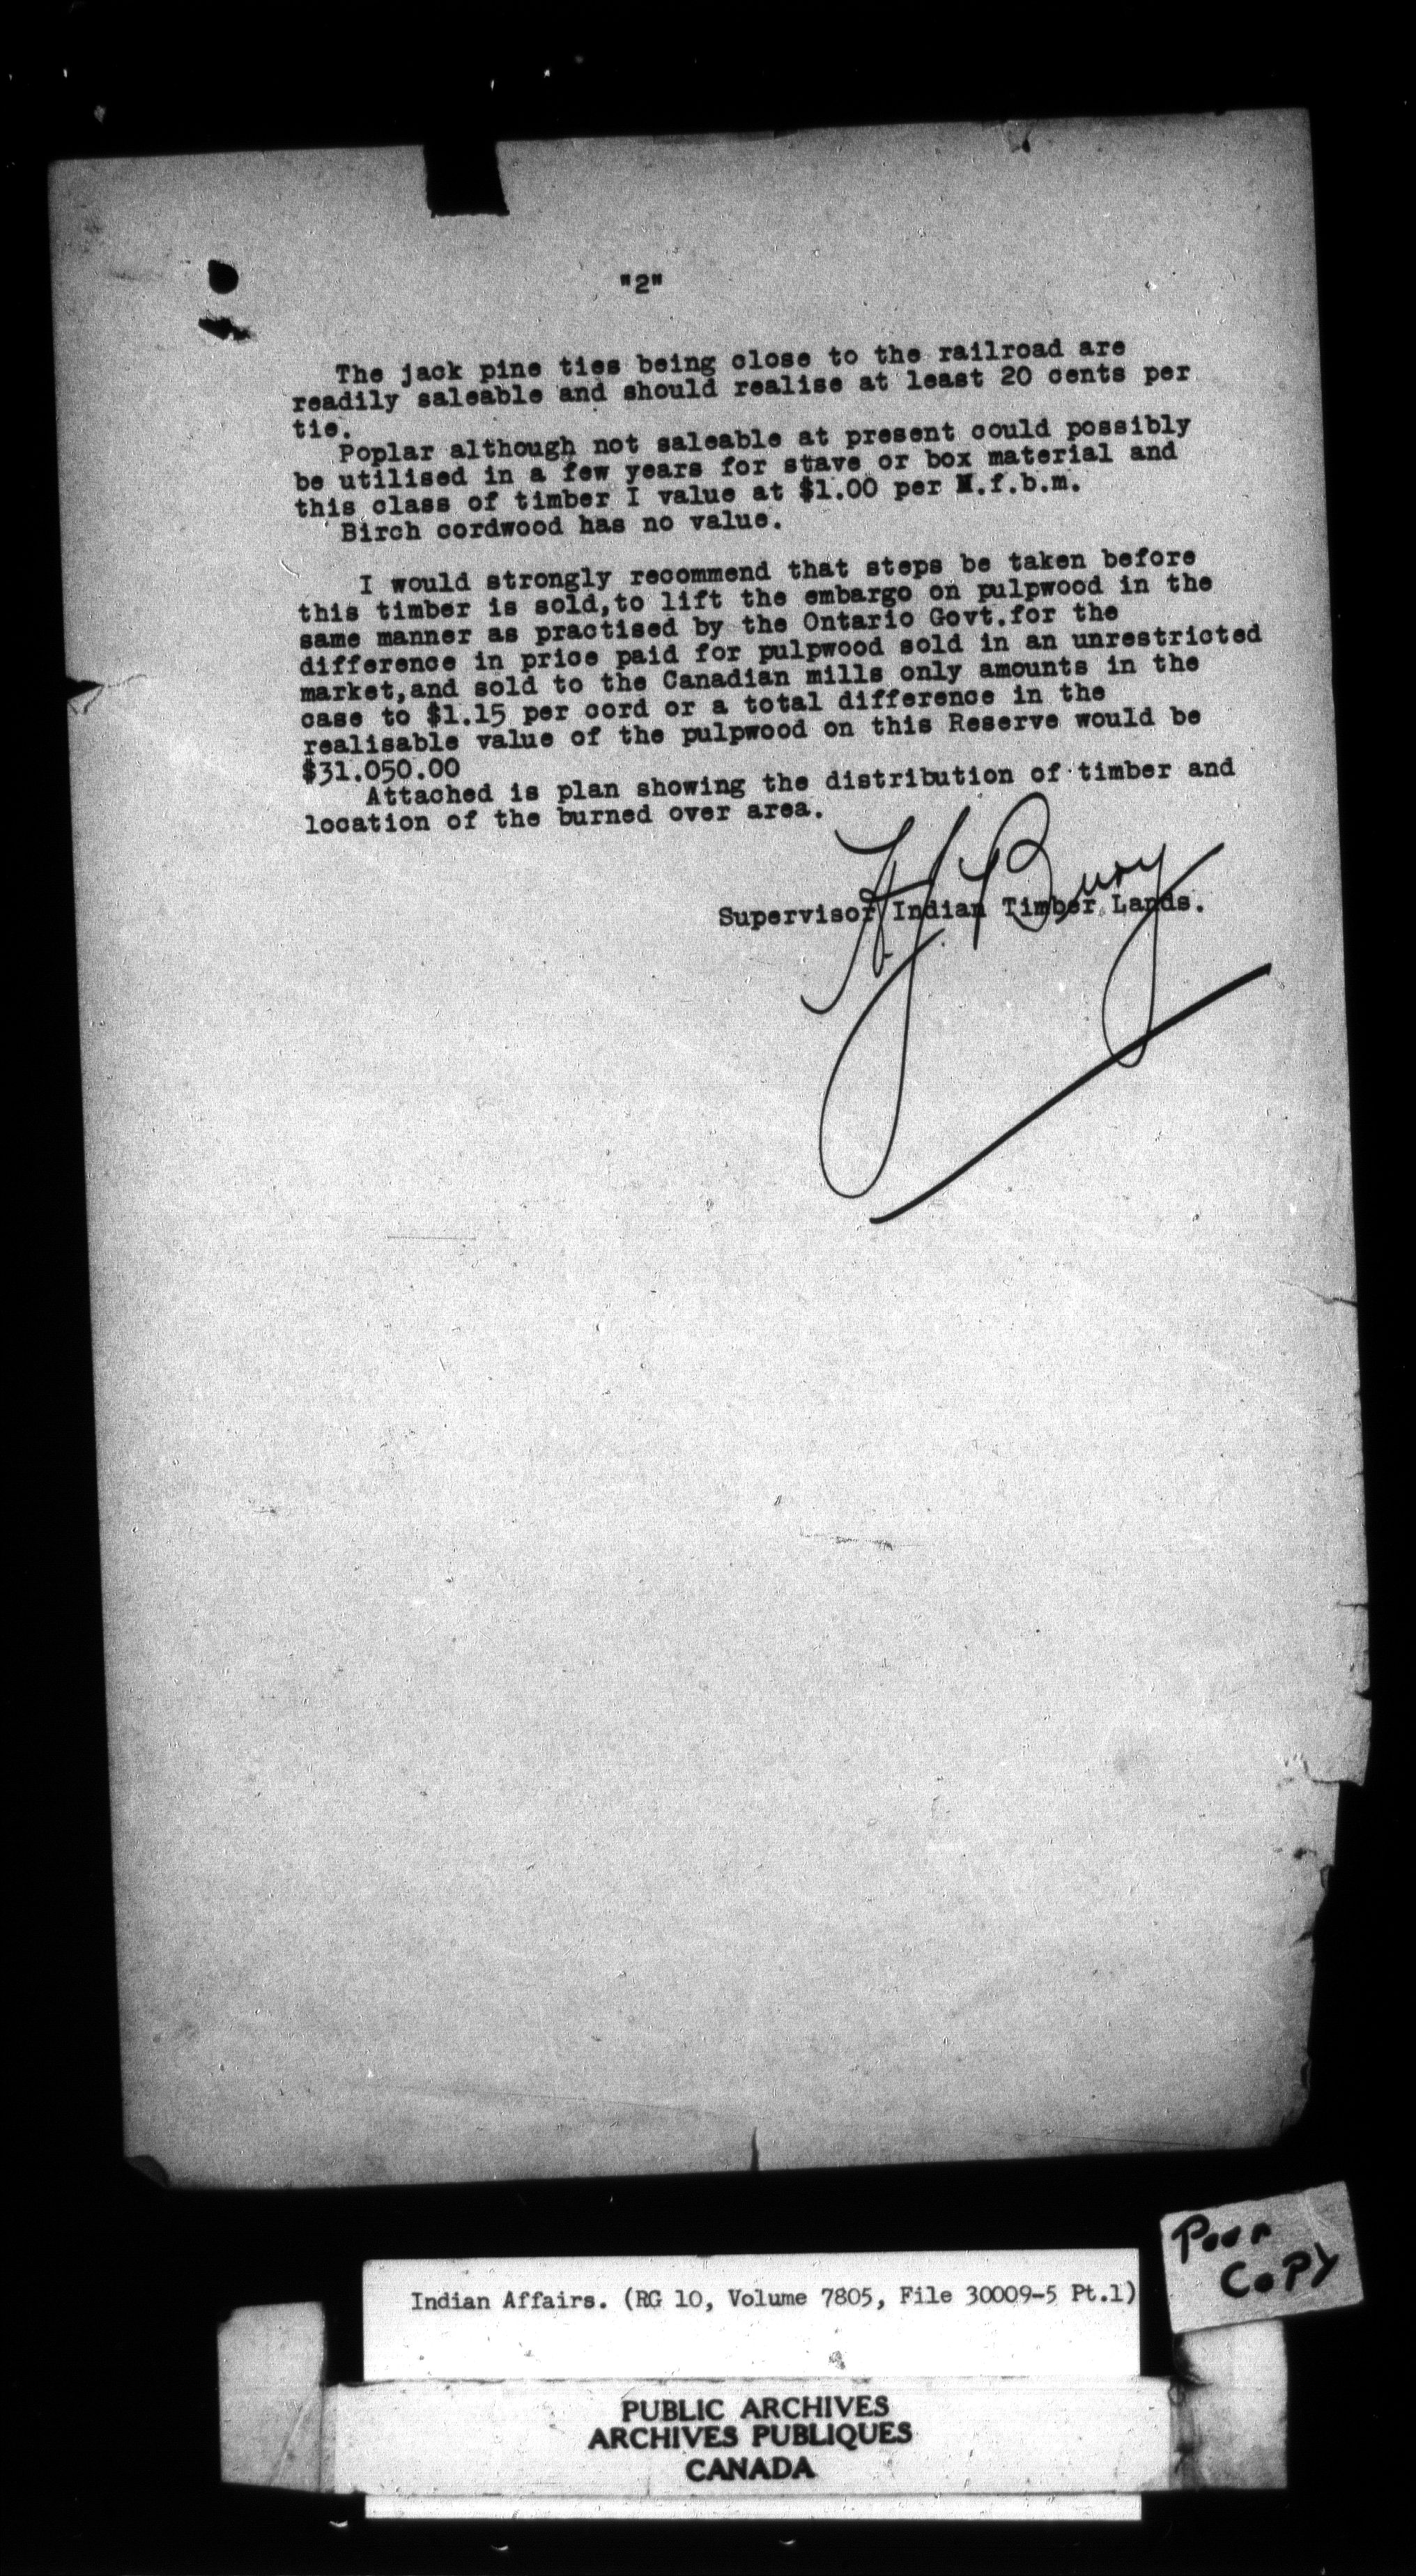 "2"
The jack pine ties being close to the railroad are
readily saleable and should realise at least 20 cents per
tie.
Poplar although not saleable at present could possibly
be utilised in a few years for stave or box material and
this class of timber I value at $1.00 per M.f.b.m.
Birch cordwood has no value.
I would strongly recommend that steps be taken before
this timber is sold,to lift the embargo on pulpwood in the
same manner as practised by the Ontario Govt.for the
difference in price paid for pulpwood sold in an unrestricted
market,and sold to the Canadian mills only amounts in the
case to $1.15 per cord or a total difference in the
realisable value of the pulpwood on this Reserve would be
$31.050.00
Attached is plan showing the distribution of timber and
location of the burned over area.
H J Bury
Supervisor Indian Timber Lands.
Poor
Copy
Indian Affairs. (RG 10, Volume 7805, File 30009-5 Pt.1)
PUBLIC ARCHIVES
ARCHIVES PUBLIQUES
CANADA